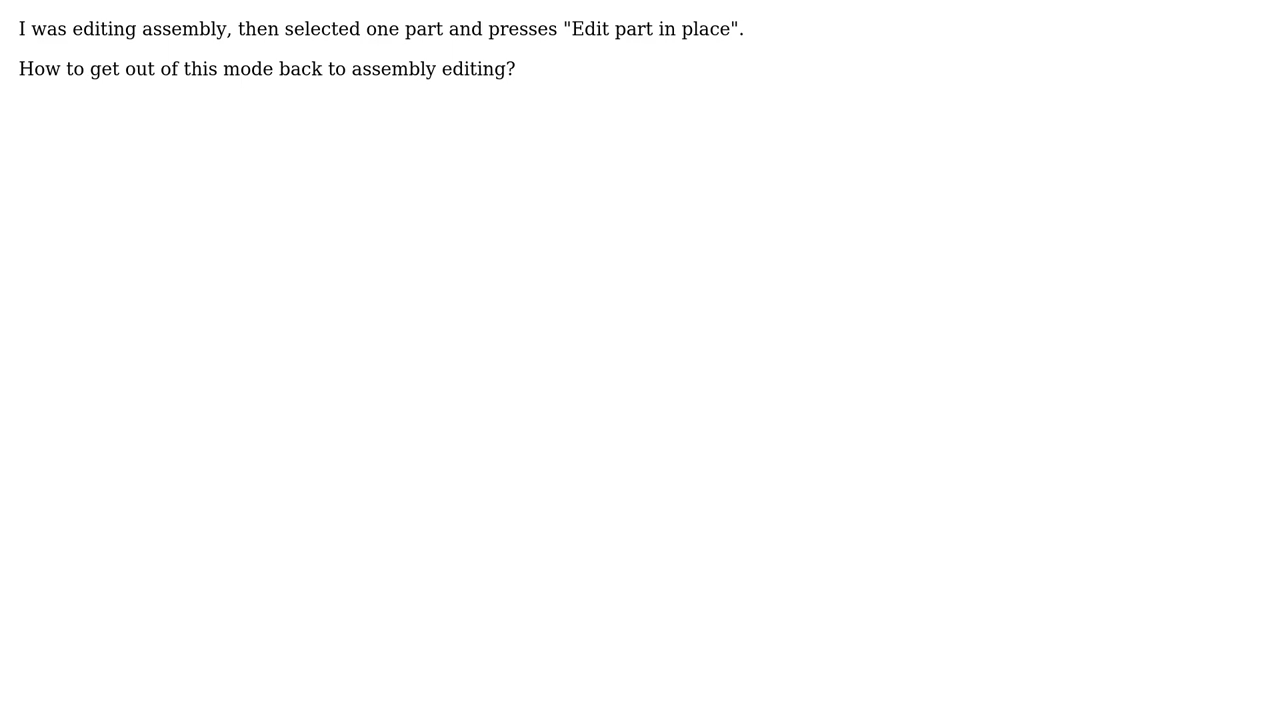 I was editing assembly, then selected one part and presses "Edit part in place".
How to get out of this mode back to assembly editing?